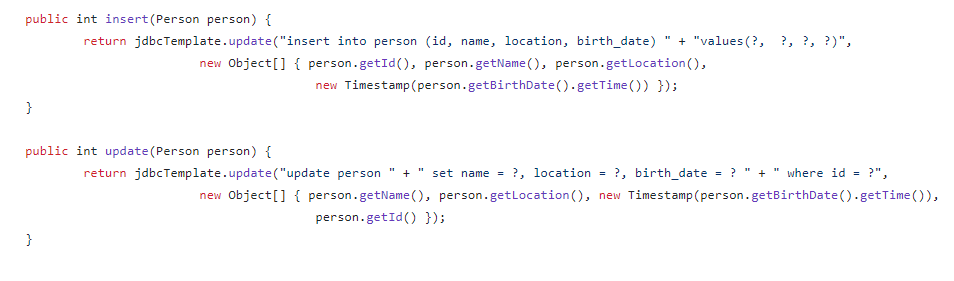 public int insert(Person person) {
return jdbcTemplate.update("insert into person (id, name, location, birth_date) " + "values(?,  ?, ?, ?)",
new Object[] { person.getId(), person.getName(), person.getLocation(),
new Timestamp(person.getBirthDate().getTime()) });
}
public int update(Person person) {
return jdbcTemplate.update("update person " + " set name = ?, location = ?, birth_date = ? " + " where id = ?",
new Object[] { person.getName(), person.getLocation(), new Timestamp(person.getBirthDate().getTime()),
person.getId() });
}